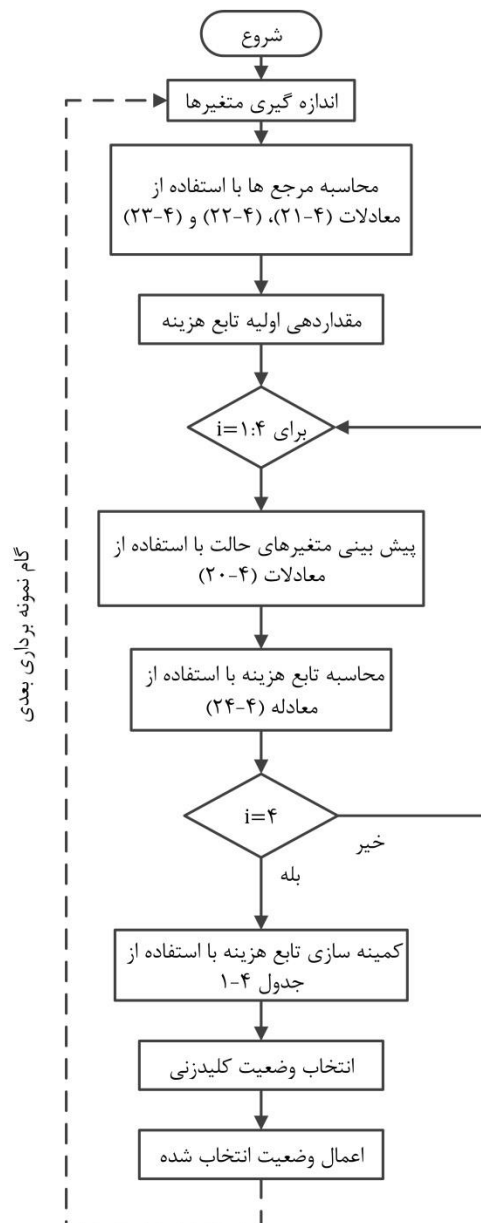 شروع
اندازه گیری متغیرها
محاسبه مرجع ها با استفاده از
معادلات (۴-۲۱)، (۴-۲۲) و (۴-۲۳)
مقداردهی اولیه تابع هزینه
برای i=۱:۴
پیش بینی متغیرهای حالت با استفاده از
معادلات (۴-۲۰)
محاسبه تابع هزینه با استفاده از
معادله (۴-۲۴)
i=۴
خیر
بله
کمینه سازی تابع هزینه با استفاده از
جدول ۴-۱
انتخاب وضعیت کلیدزنی
اعمال وضعیت انتخاب شده
گام نمونه برداری بعدی